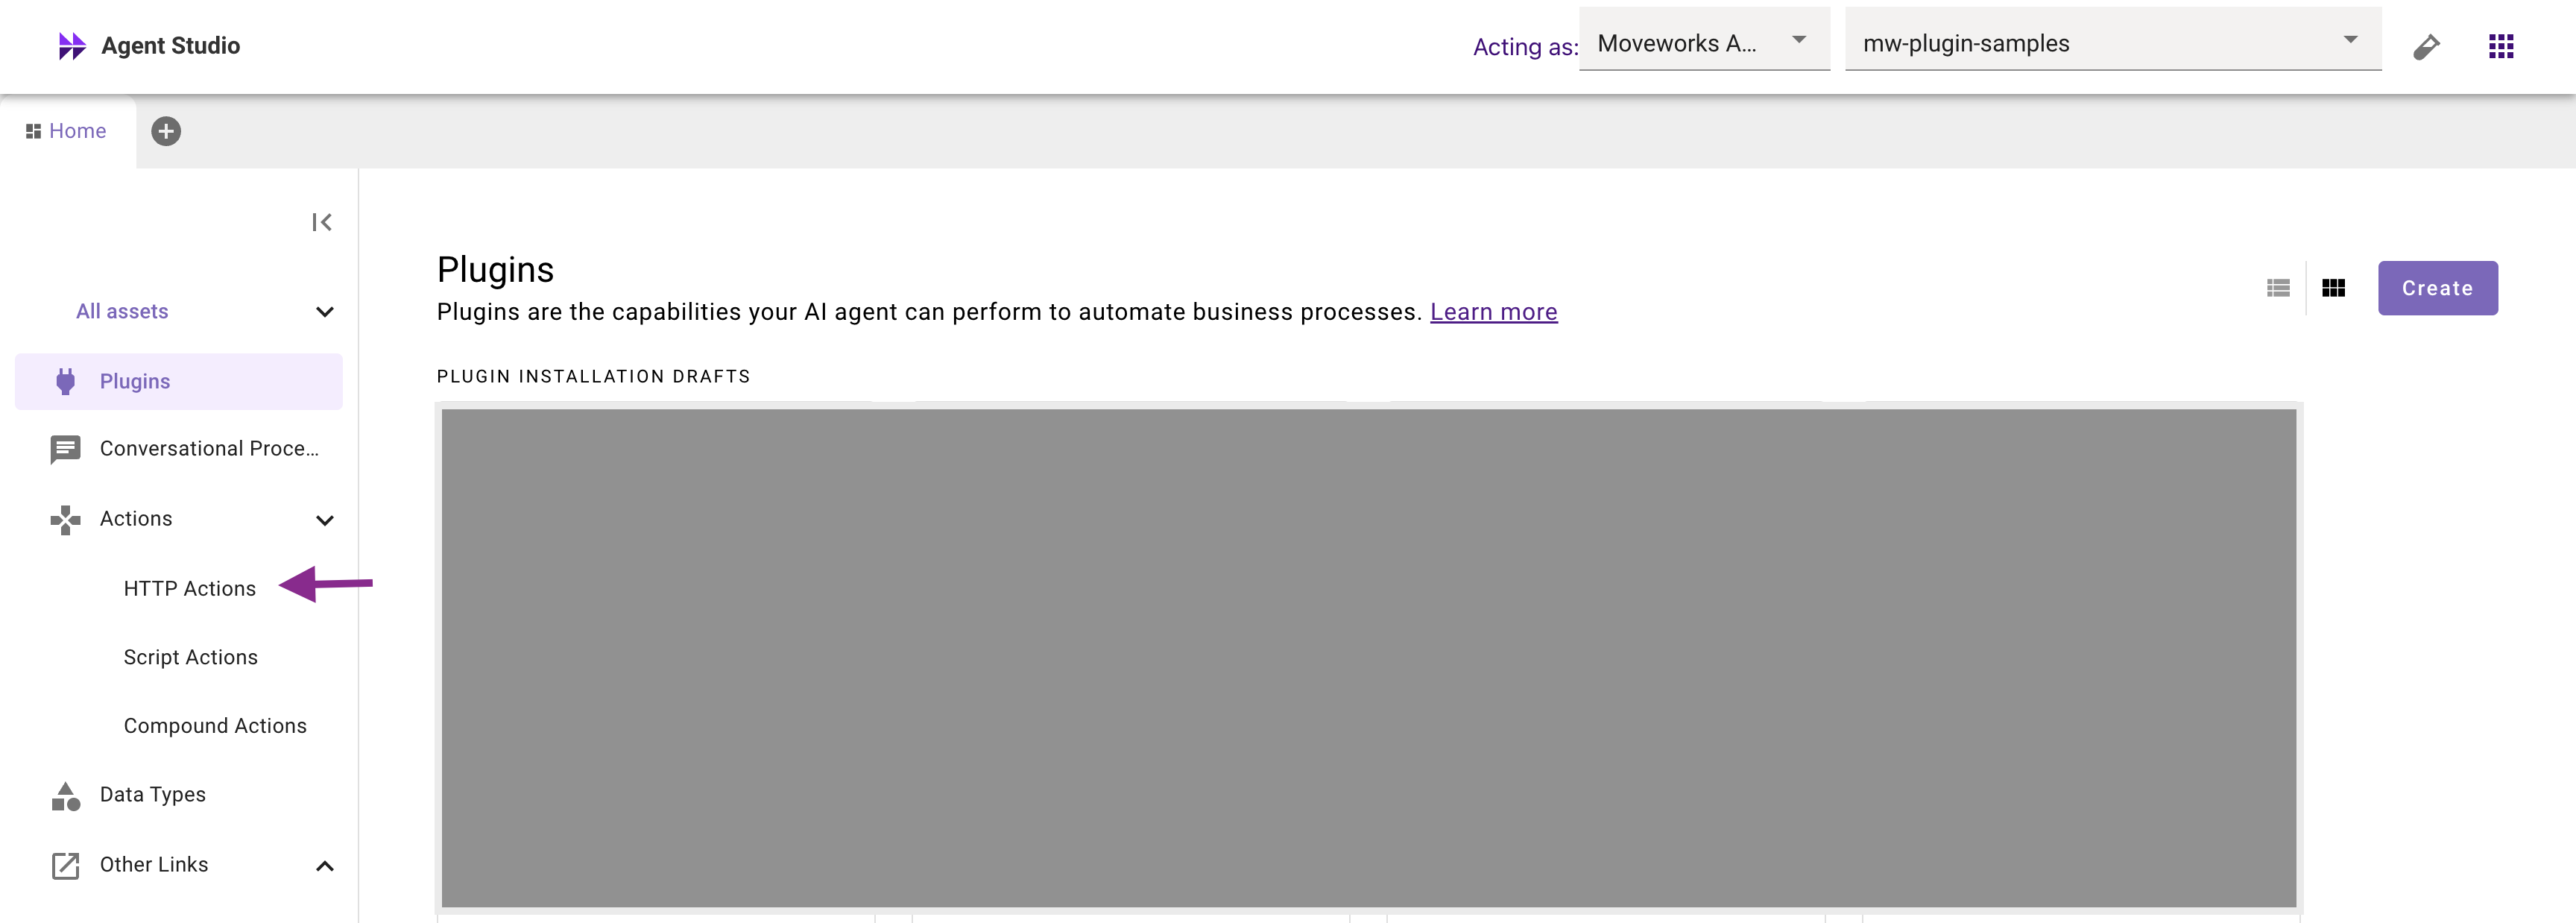 Agent Studio
Acting as:
Moveworks A...
mw-plugin-samples
Home
All assets
Plugins
Conversational Proce...
Actions
HTTP Actions
Script Actions
Compound Actions
Data Types
Other Links
Plugins
Plugins are the capabilities your AI agent can perform to automate business processes. Learn more
Create
PLUGIN INSTALLATION DRAFTS